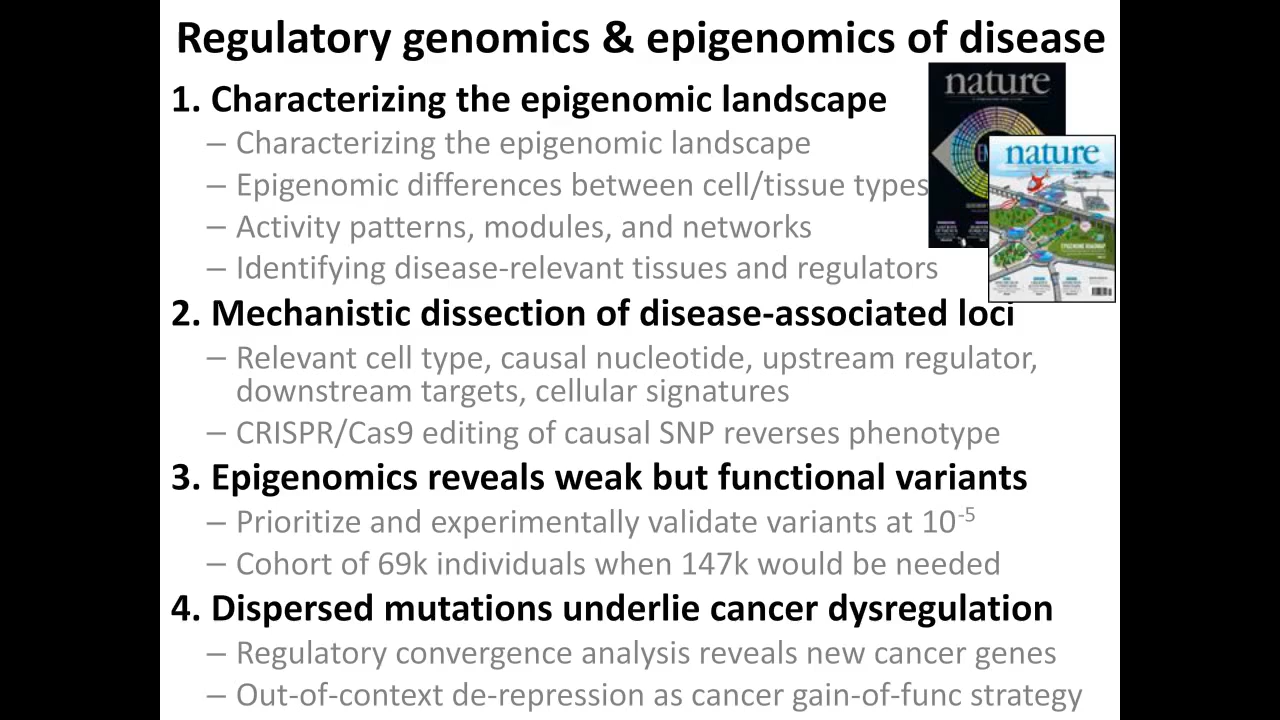 Regulatory genomics & epigenomics of disease
1. Characterizing the epigenomic landscape
– Characterizing the epigenomic landscape
– Epigenomic differences between cell/tissue types
– Activity patterns, modules, and networks
– Identifying disease-relevant tissues and regulators
2. Mechanistic dissection of disease-associated loci
– Relevant cell type, causal nucleotide, upstream regulator,
downstream targets, cellular signatures
– CRISPR/Cas9 editing of causal SNP reverses phenotype
3. Epigenomics reveals weak but functional variants
– Prioritize and experimentally validate variants at 10⁻⁵
– Cohort of 69k individuals when 147k would be needed
4. Dispersed mutations underlie cancer dysregulation
– Regulatory convergence analysis reveals new cancer genes
– Out-of-context de-repression as cancer gain-of-func strategy
nature
nature
EPIGENOME ROADMAP